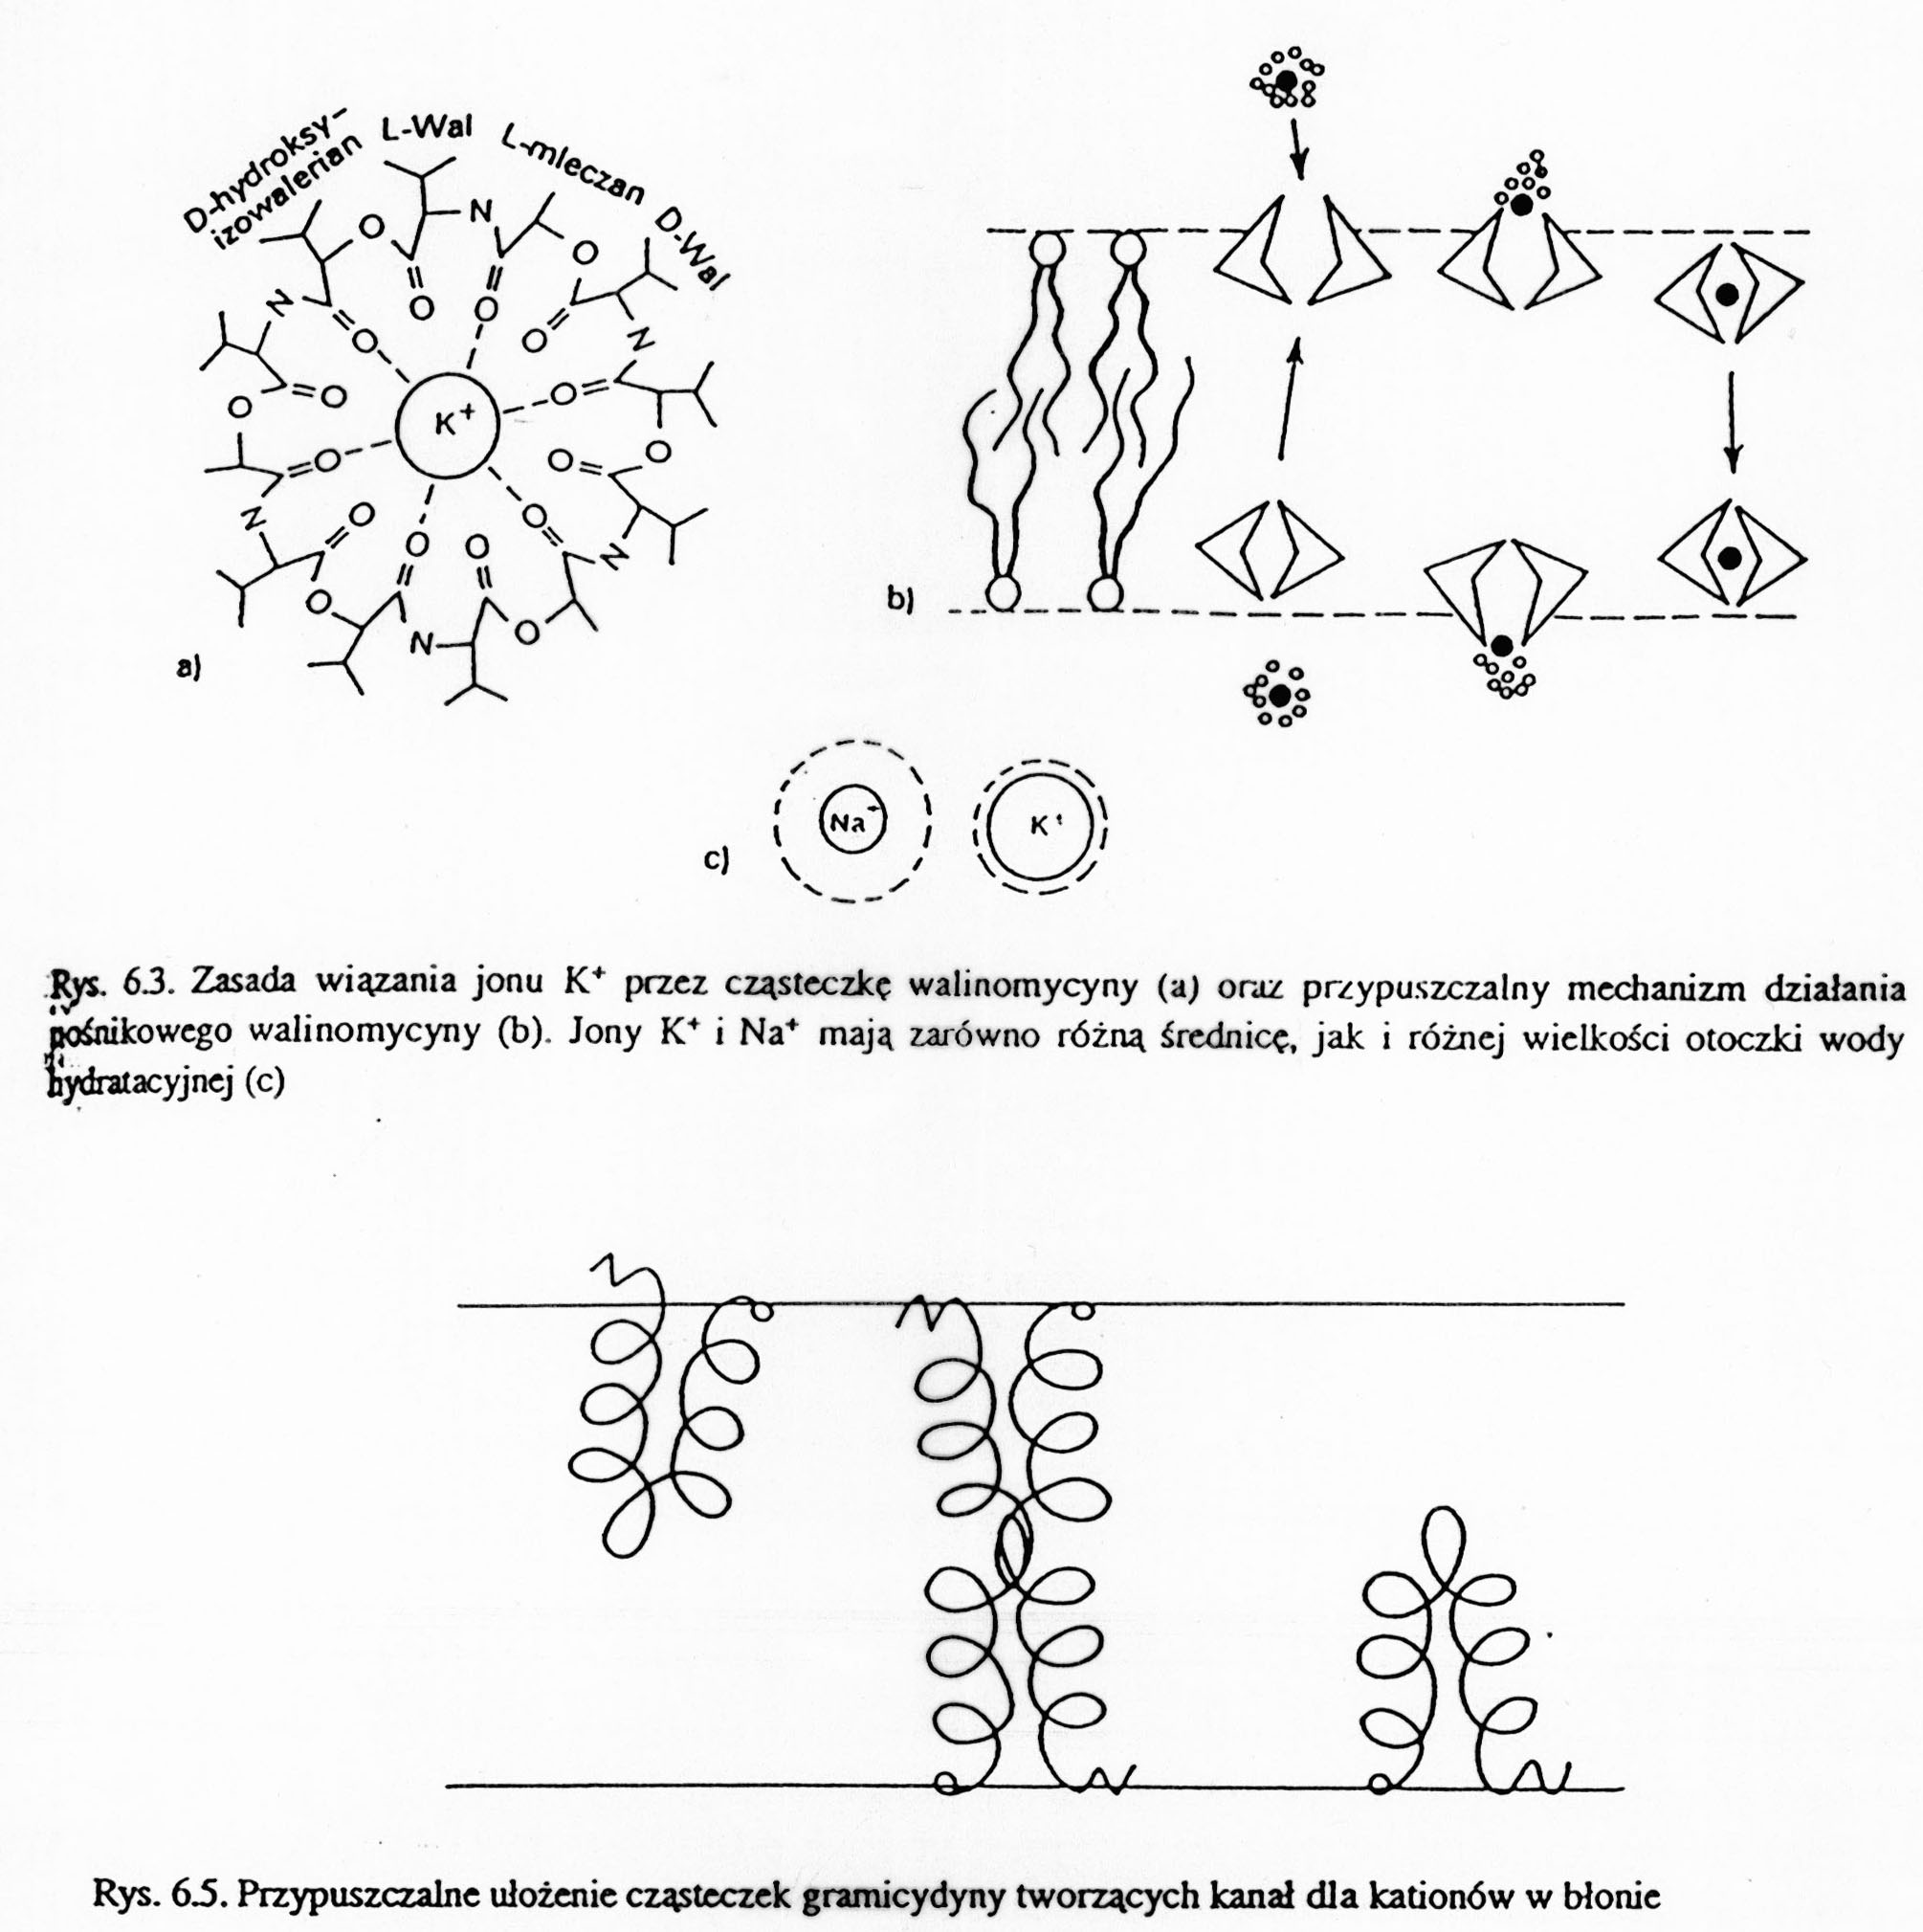 D-hydroksy-
izowalerian
L-Wal
L-mleczan
D-Wal
O
N
O
N
O
O
O
O
N
O
K+
O
O
O
O
O
O
N
O
N
O
O
O
O
N
O
N
O
a)
b)
Na+
K+
c)
Rys. 6.3. Zasada wiązania jonu K+ przez cząsteczkę walinomycyny (a) oraz przypuszczalny mechanizm działania
nośnikowego walinomycyny (b). Jony K+ i Na+ mają zarówno różną średnicę, jak i różnej wielkości otoczki wody
hydratacyjnej (c)
Rys. 6.5. Przypuszczalne ułożenie cząsteczek gramicydyny tworzących kanał dla kationów w błonie